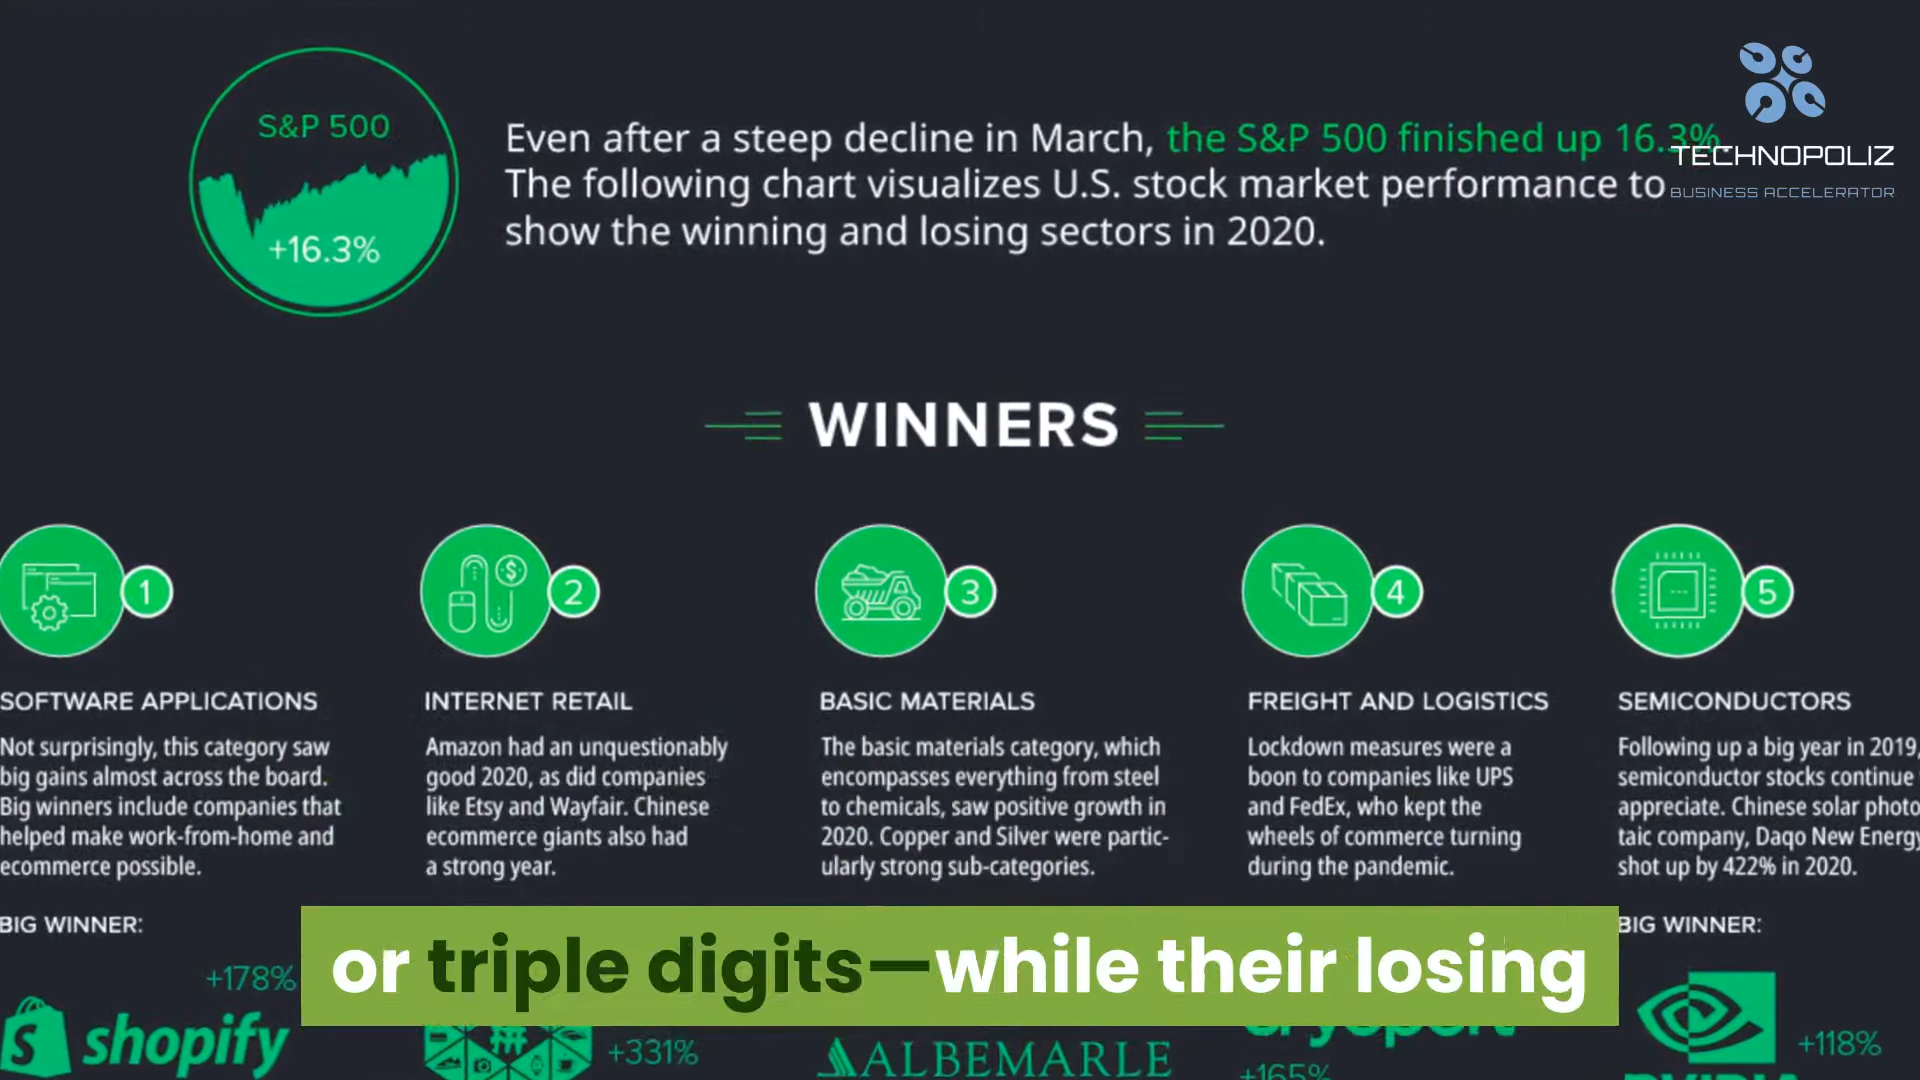 S&P 500
+16.3%
Even after a steep decline in March, the S&P 500 finished up 16.3%.
The following chart visualizes U.S. stock market performance to
show the winning and losing sectors in 2020.
TECHNOPOLIZ
BUSINESS ACCELERATOR
WINNERS
1
SOFTWARE APPLICATIONS
Not surprisingly, this category saw
big gains almost across the board.
Big winners include companies that
helped make work-from-home and
ecommerce possible.
BIG WINNER:
+178%
shopify
2
INTERNET RETAIL
Amazon had an unquestionably
good 2020, as did companies
like Etsy and Wayfair. Chinese
ecommerce giants also had
a strong year.
+331%
3
BASIC MATERIALS
The basic materials category, which
encompasses everything from steel
to chemicals, saw positive growth in
2020. Copper and Silver were partic-
ularly strong sub-categories.
ALBEMARLE
4
FREIGHT AND LOGISTICS
Lockdown measures were a
boon to companies like UPS
and FedEx, who kept the
wheels of commerce turning
during the pandemic.
+165%
5
SEMICONDUCTORS
Following up a big year in 2019,
semiconductor stocks continue
appreciate. Chinese solar photo
taic company, Daqo New Energy
shot up by 422% in 2020.
BIG WINNER:
+118%
or triple digits—while their losing